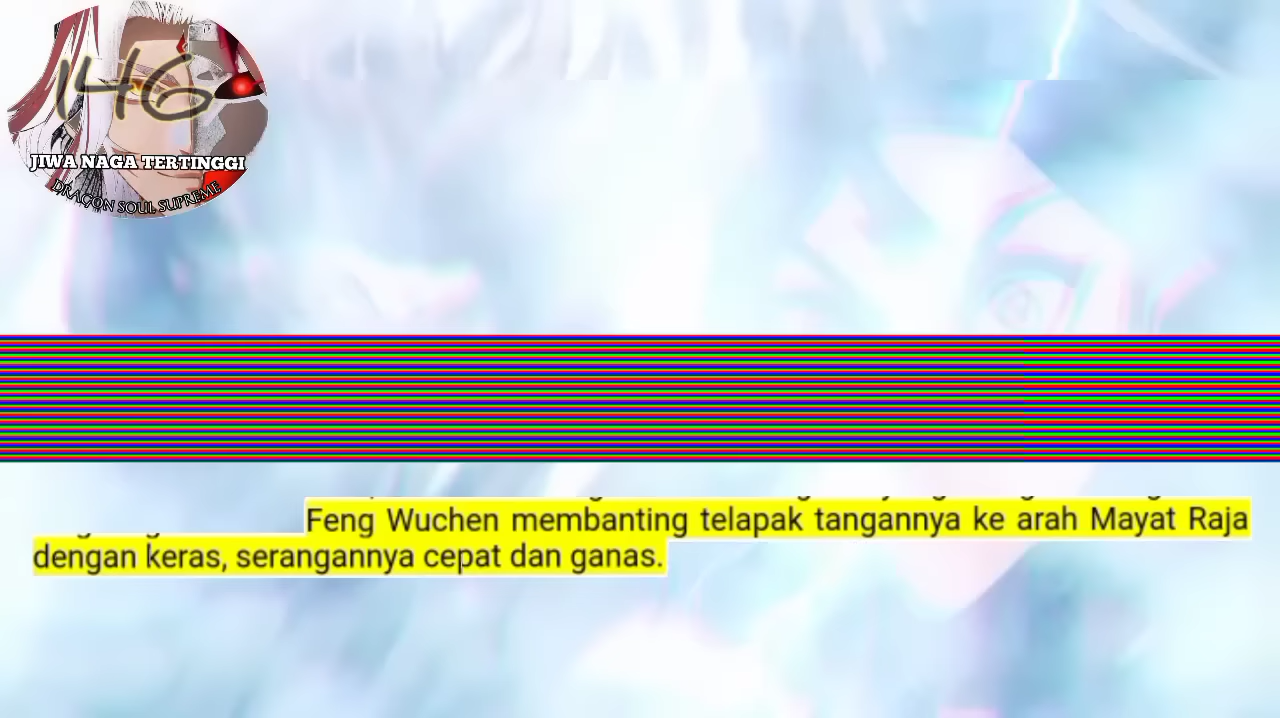 146
JIWA NAGA TERTINGGI
DRAGON SOUL SUPREME
Feng Wuchen membanting telapak tangannya ke arah Mayat Raja
dengan keras, serangannya cepat dan ganas.